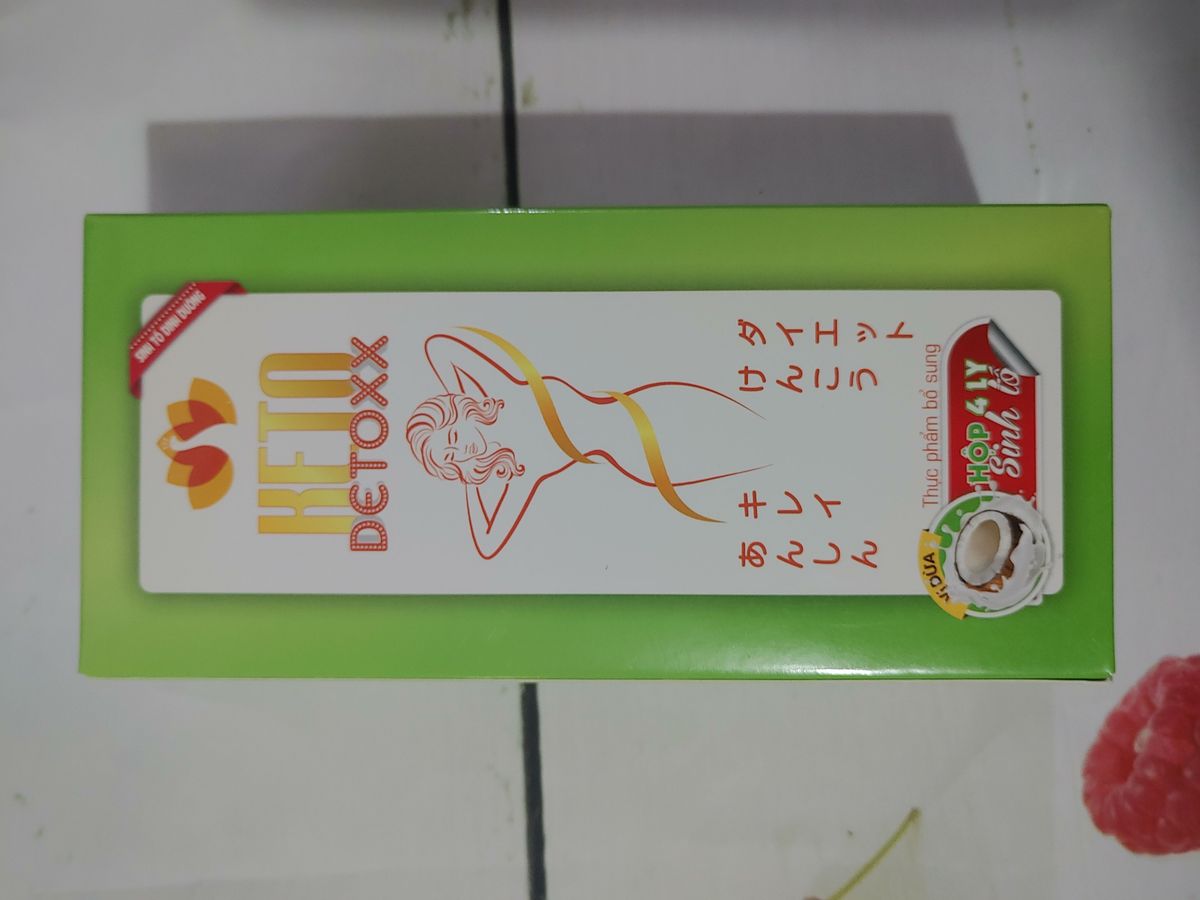 SINH TỐ DINH DƯỠNG
KETO
DETOXX
ダイエット
けんこう
キレイ
あんしん
Thực phẩm bổ sung
HỘP 4 LY
Sinh tố
VỊ DỪA